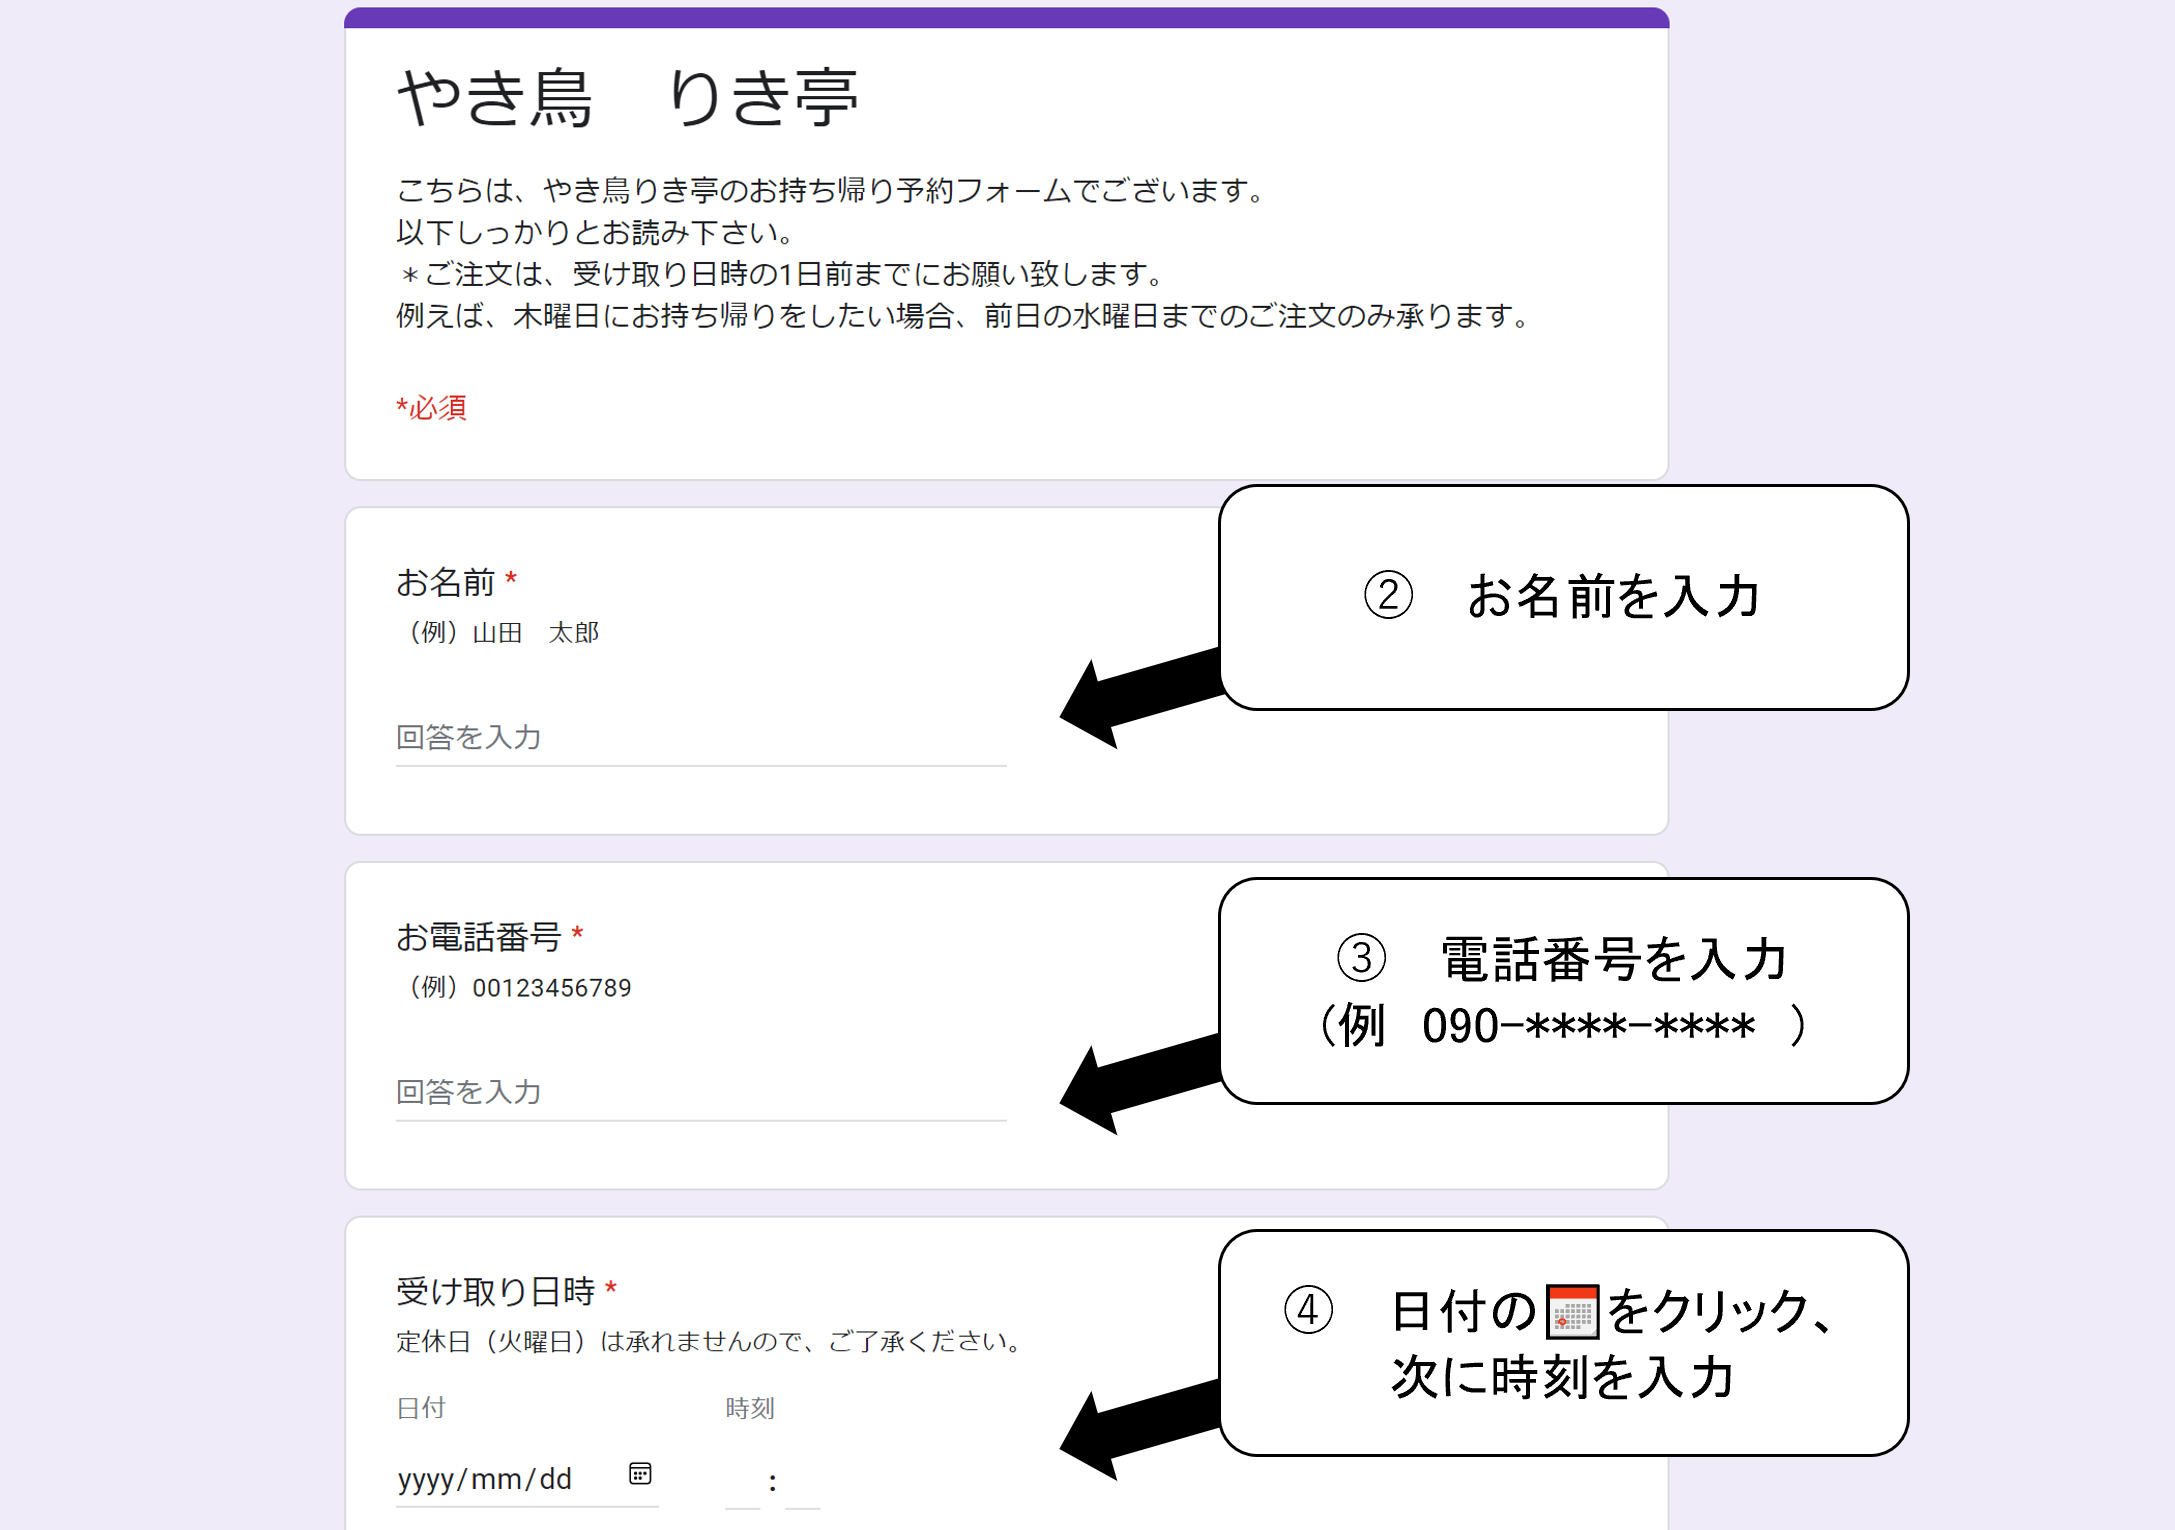 やき鳥　りき亭
こちらは、やき鳥りき亭のお持ち帰り予約フォームでございます。
以下しっかりとお読み下さい。
＊ご注文は、受け取り日時の1日前までにお願い致します。
例えば、木曜日にお持ち帰りをしたい場合、前日の水曜日までのご注文のみ承ります。
*必須
お名前 *
（例）山田　太郎
回答を入力
②　お名前を入力
お電話番号 *
（例）00123456789
回答を入力
③　電話番号を入力
（例　090-****-****　）
受け取り日時 *
定休日（火曜日）は承れませんので、ご了承ください。
日付　時刻
yyyy/mm/dd　:
④　日付の をクリック、
次に時刻を入力